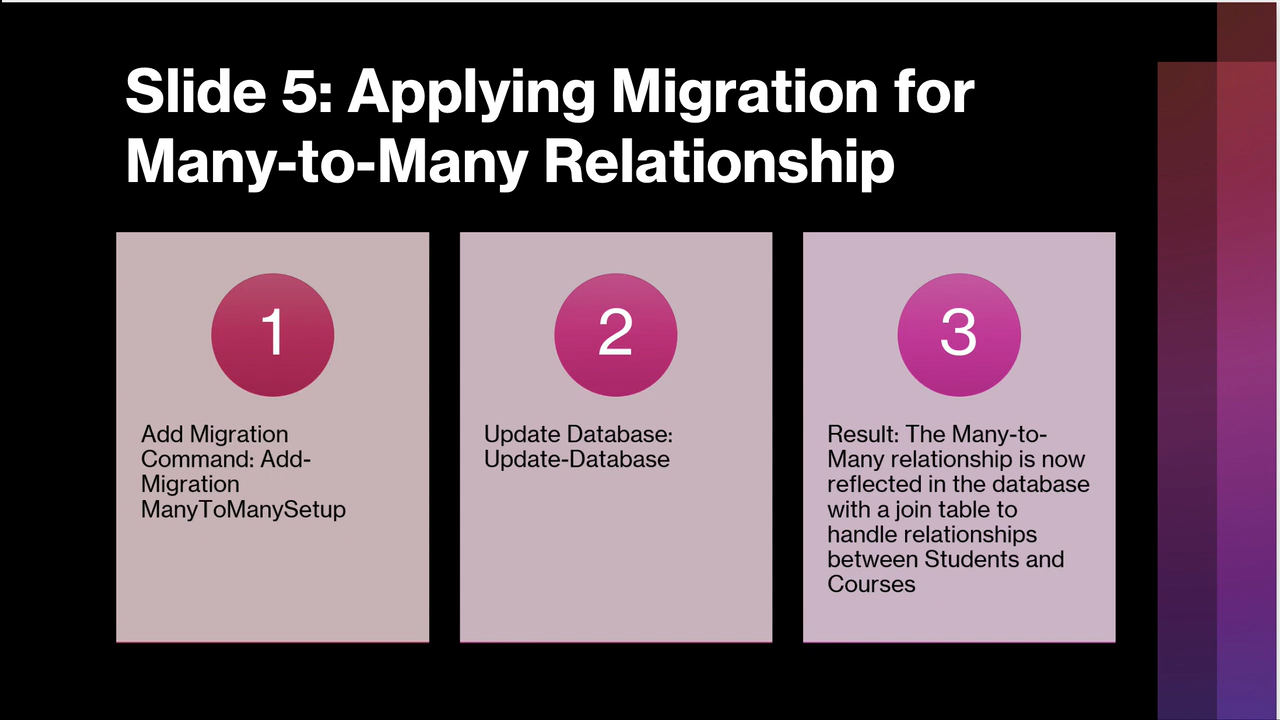 Slide 5: Applying Migration for
Many-to-Many Relationship
1
Add Migration
Command: Add-
Migration
ManyToManySetup
2
Update Database:
Update-Database
3
Result: The Many-to-
Many relationship is now
reflected in the database
with a join table to
handle relationships
between Students and
Courses